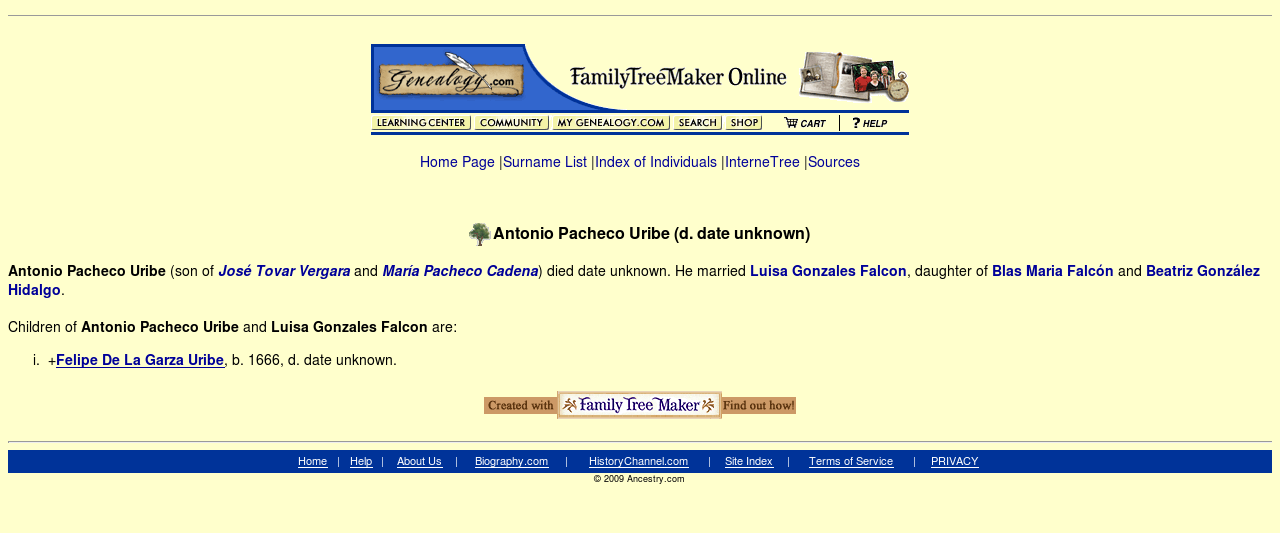 Genealogy.com FamilyTreeMaker Online
LEARNING CENTER COMMUNITY MY GENEALOGY.COM SEARCH SHOP CART ? HELP
Home Page |Surname List |Index of Individuals |InterneTree |Sources
Antonio Pacheco Uribe (d. date unknown)
Antonio Pacheco Uribe (son of José Tovar Vergara and María Pacheco Cadena) died date unknown. He married Luisa Gonzales Falcon, daughter of Blas Maria Falcón and Beatriz González
Hidalgo.
Children of Antonio Pacheco Uribe and Luisa Gonzales Falcon are:
i. +Felipe De La Garza Uribe, b. 1666, d. date unknown.
Created with Family Tree Maker Find out how!
Home | Help | About Us | Biography.com | HistoryChannel.com | Site Index | Terms of Service | PRIVACY
© 2009 Ancestry.com